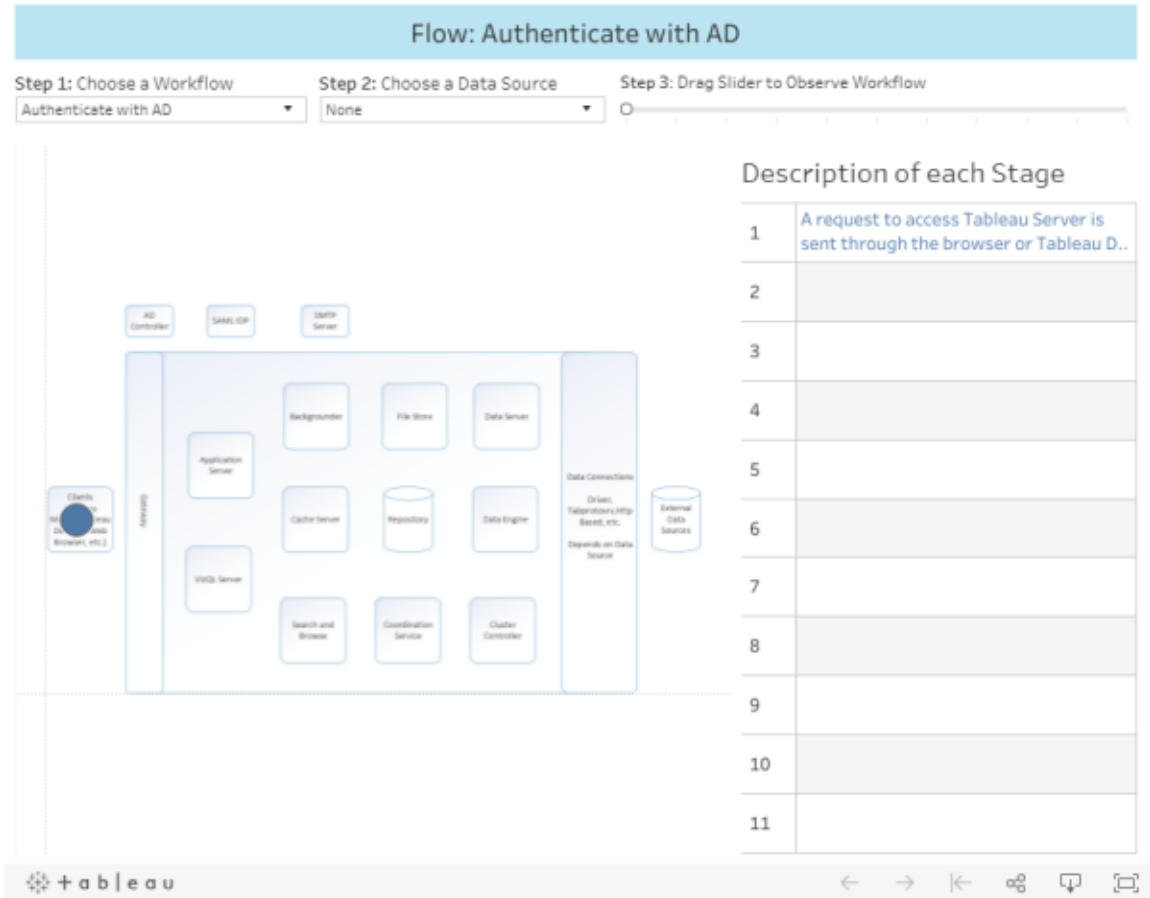 Flow: Authenticate with AD
Step 1: Choose a Workflow
Step 2: Choose a Data Source
Step 3: Drag Slider to Observe Workflow
Authenticate with AD
None
Description of each Stage
1
A request to access Tableau Server is
sent through the browser or Tableau D..
2
3
4
5
6
7
8
9
10
11
AD
Controller
SAML IDP
SMTP
Server
Gateway
Backgrounder
File Store
Data Server
Application
Server
Cache Server
Repository
Data Engine
VizQL Server
Search and
Browse
Coordination
Service
Cluster
Controller
Data Connections
Driver,
Based, etc.
Depends on Data
Source
External
Data
Sources
Clients
Browser, etc.)
+ableau